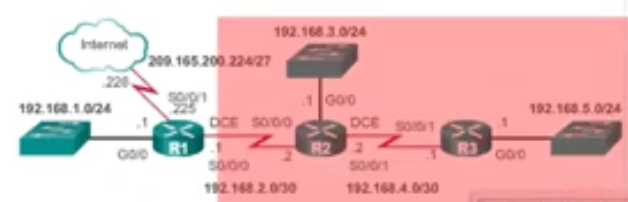 192.168.3.0/24
Internet
209.165.200.224/27
.226
S0/0/1
.225
.1
G0/0
192.168.1.0/24
192.168.5.0/24
.1
DCE
S0/0/0
DCE
S0/0/1
.1
R1
R2
R3
G0/0
.1
S0/0/0
.2
.2
S0/0/1
.1
G0/0
192.168.2.0/30
192.168.4.0/30